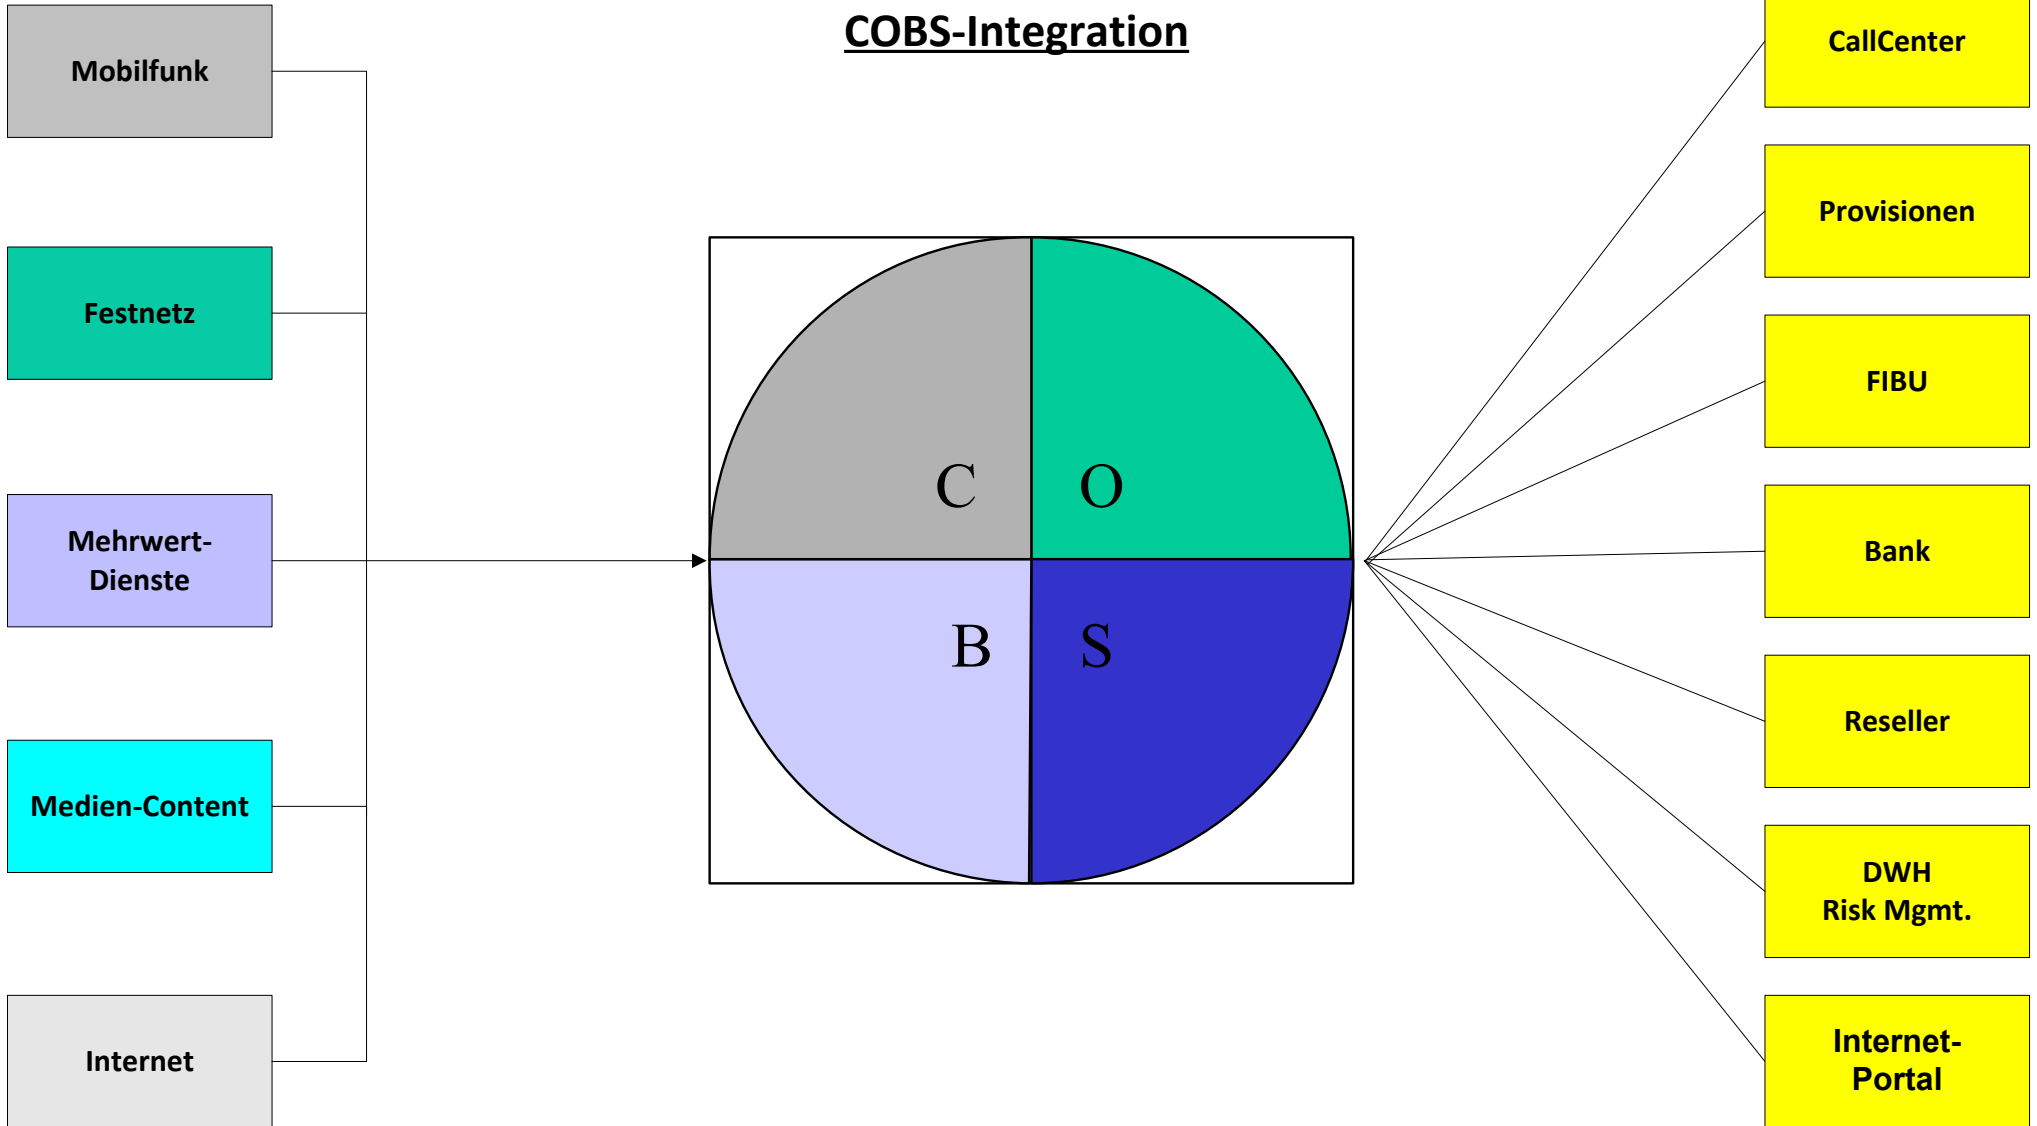 COBS-Integration
Mobilfunk
Festnetz
Mehrwert-
Dienste
Medien-Content
Internet
C
O
B
S
CallCenter
Provisionen
FIBU
Bank
Reseller
DWH
Risk Mgmt.
Internet-
Portal